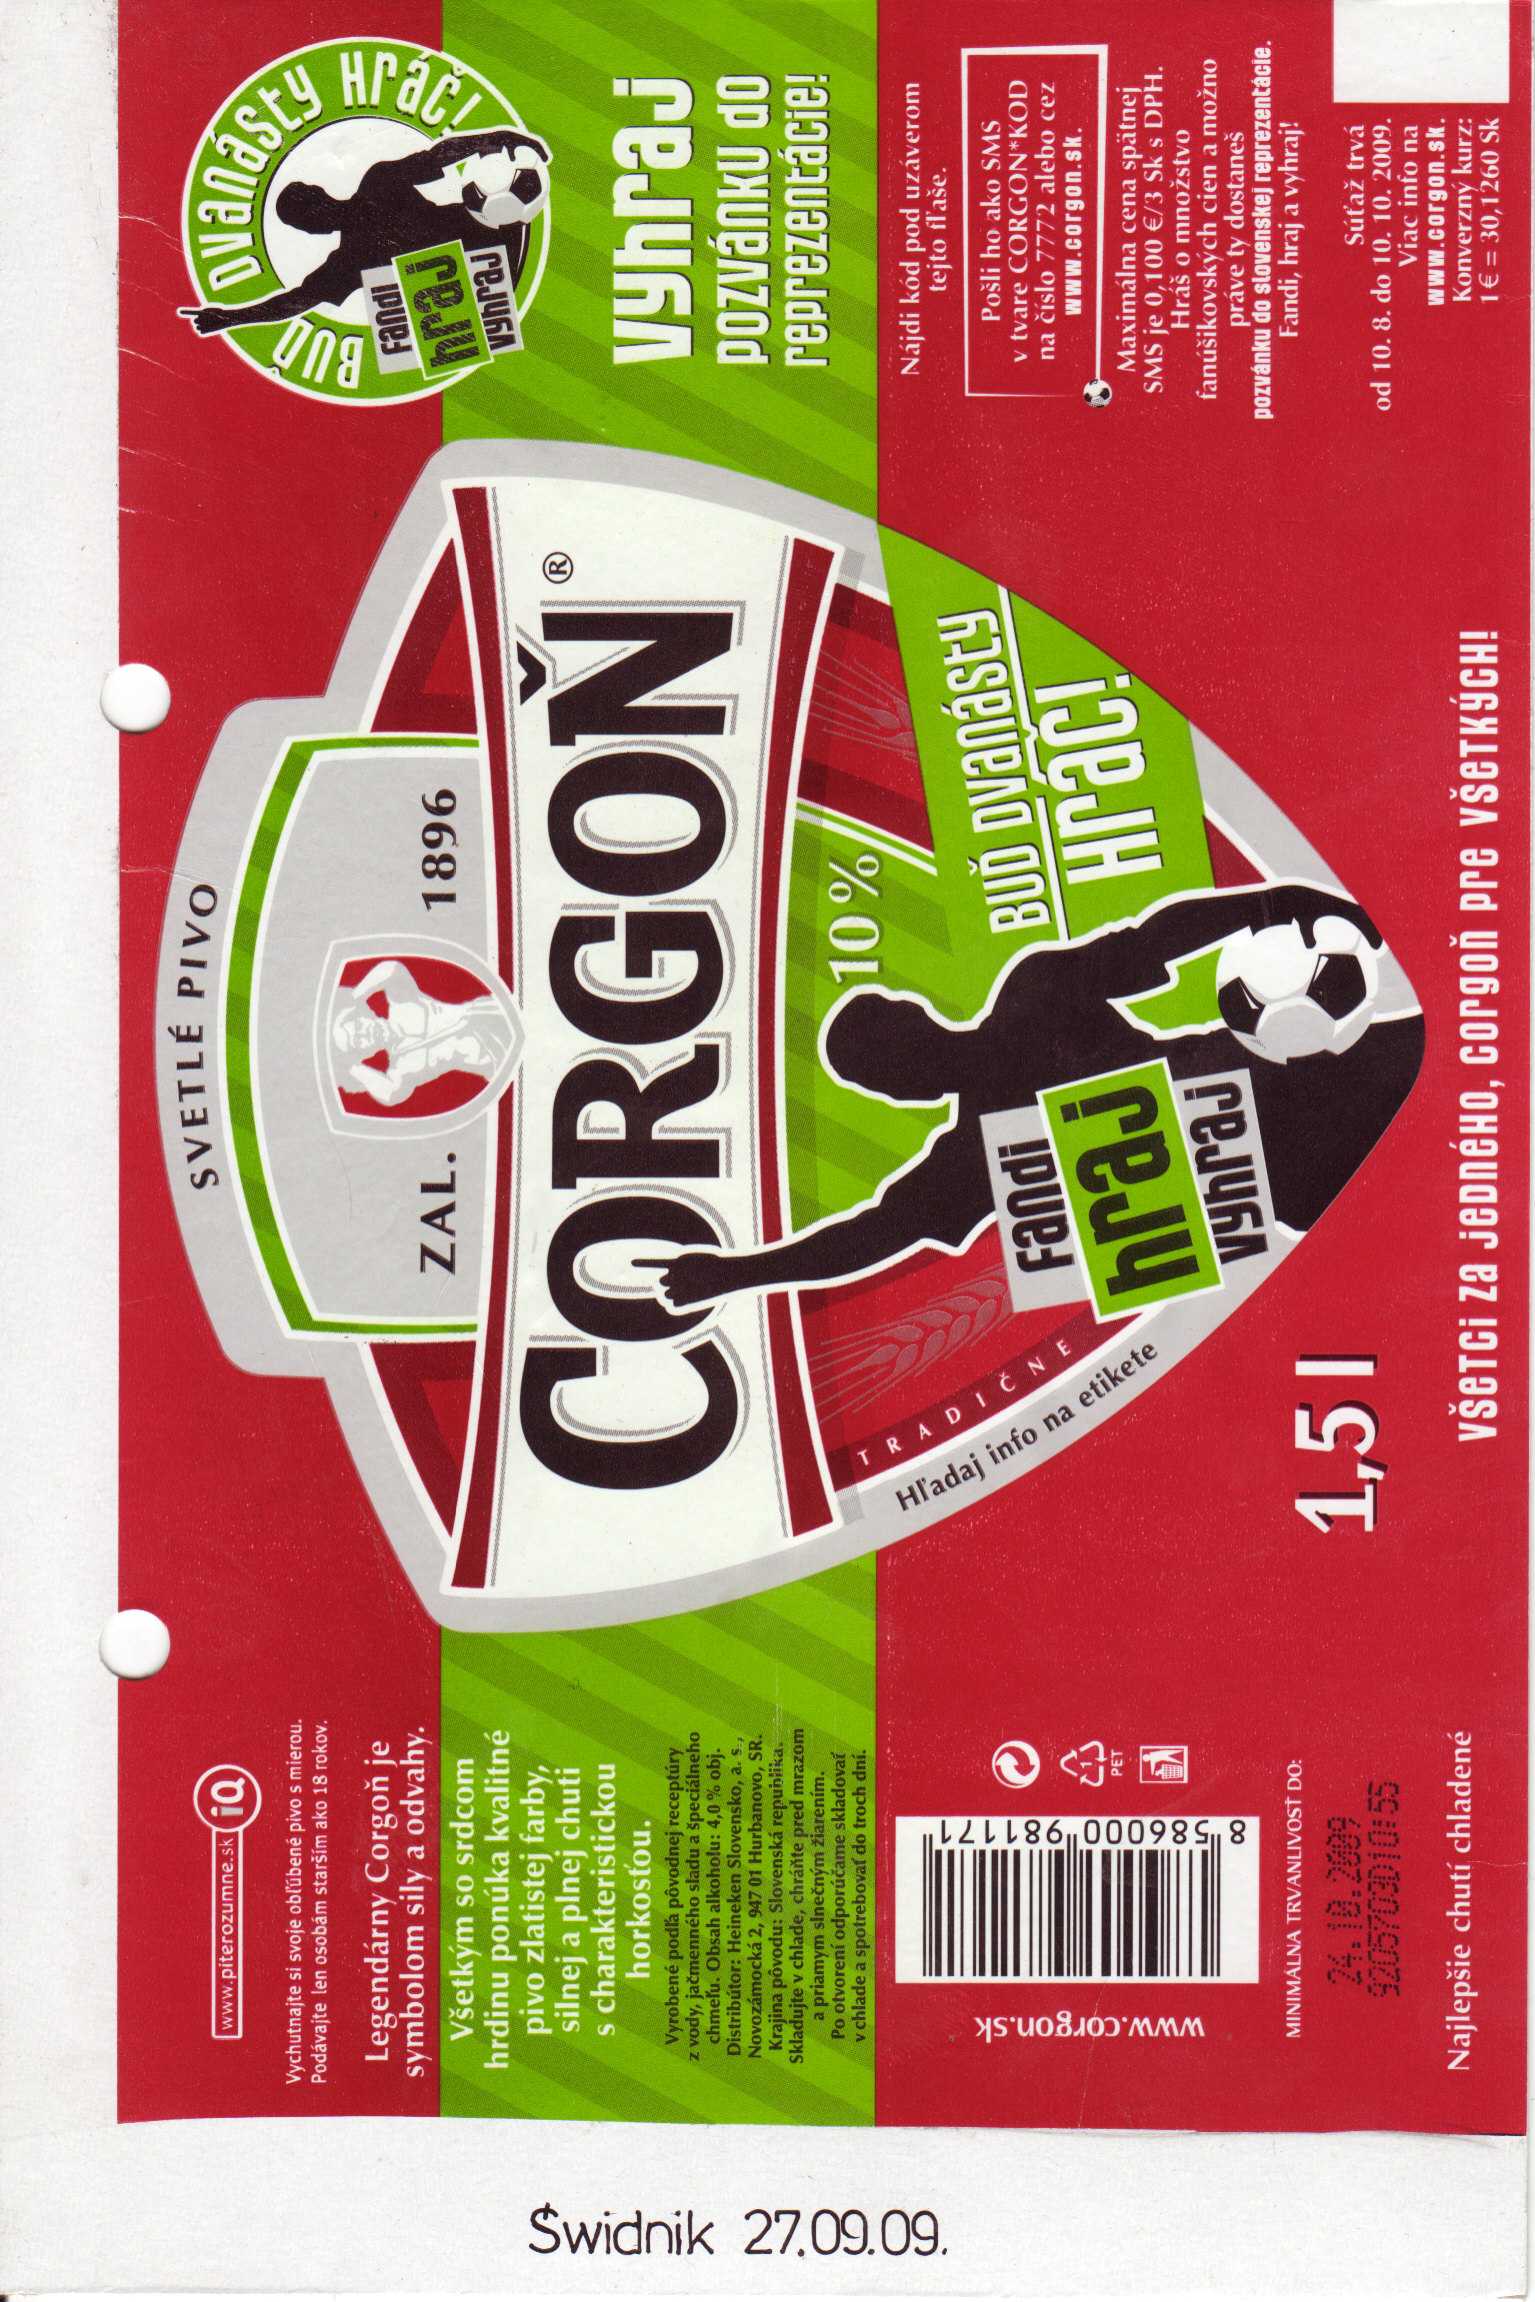 www.piterozumne.sk iQ
Vychutnajte si svoje obľúbené pivo s mierou.
Podávajte len osobám starším ako 18 rokov.
Legendárny Corgoň je
symbolom sily a odvahy.
Všetkým so srdcom
hrdinu ponúka kvalitné
pivo zlatistej farby,
silnej a plnej chuti
s charakteristickou
horkosťou.
Vyrobené podľa pôvodnej receptúry
z vody, jačmenného sladu a špeciálneho
chmeľu. Obsah alkoholu: 4,0 % obj.
Distribútor: Heineken Slovensko, a. s.,
Novozámocká 2, 947 01 Hurbanovo, SR.
Krajina pôvodu: Slovenská republika.
Skladujte v chlade, chráňte pred mrazom
a priamym slnečným žiarením.
Po otvorení odporúčame skladovať
v chlade a spotrebovať do troch dní.
PET
8 586000 981171
www.corgon.sk
MINIMÁLNA TRVANLIVOSŤ DO:
24.10.2009
Najlepšie chutí chladené
SVETLÉ PIVO
ZAL. 1896
CORGOŇ ®
10%
BUĎ DVANÁSTY
HRÁČ!
Fandi
hraj
vyhraj
TRADIČNE
Hľadaj info na etikete
1,5 l
VŠETCI ZA JEDNÉHO, CORGOŇ PRE VŠETKÝCH!
BUĎ DVANÁSTY HRÁČ!
Fandi
hraj
vyhraj
vyhraj
pozvánku do
reprezentácie!
Nájdi kód pod uzáverom
tejto fľaše.
Pošli ho ako SMS
v tvare CORGON*KOD
na číslo 7772 alebo cez
www.corgon.sk.
Maximálna cena spätnej
SMS je 0,100 €/3 Sk s DPH.
Hráš o množstvo
fanúšikovských cien a možno
práve ty dostaneš
pozvánku do slovenskej reprezentácie.
Fandi, hraj a vyhraj!
Súťaž trvá
od 10. 8. do 10. 10. 2009.
Viac info na
www.corgon.sk.
Konverzný kurz:
1 € = 30,1260 Sk
Świdnik 27.09.09.